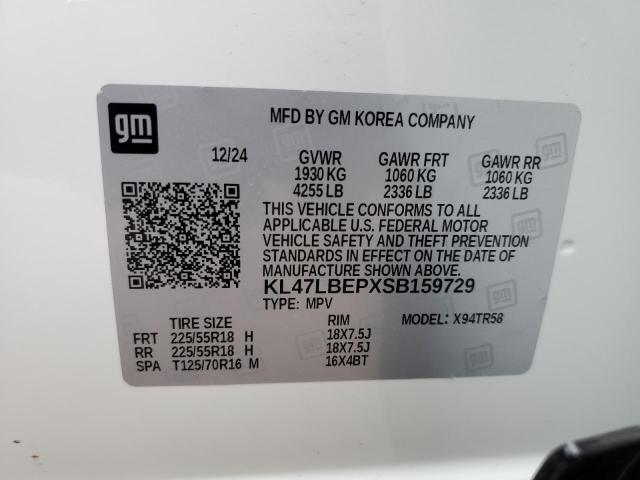 gm
MFD BY GM KOREA COMPANY
12/24 GVWR GAWR FRT GAWR RR
1930 KG 1060 KG 1060 KG
4255 LB 2336 LB 2336 LB
THIS VEHICLE CONFORMS TO ALL
APPLICABLE U.S. FEDERAL MOTOR
VEHICLE SAFETY AND THEFT PREVENTION
STANDARDS IN EFFECT ON THE DATE OF
MANUFACTURE SHOWN ABOVE.
KL47LBEPXSB159729
TYPE: MPV
TIRE SIZE RIM MODEL: X94TR58
FRT 225/55R18 H 18X7.5J
RR 225/55R18 H 18X7.5J
SPA T125/70R16 M 16X4BT